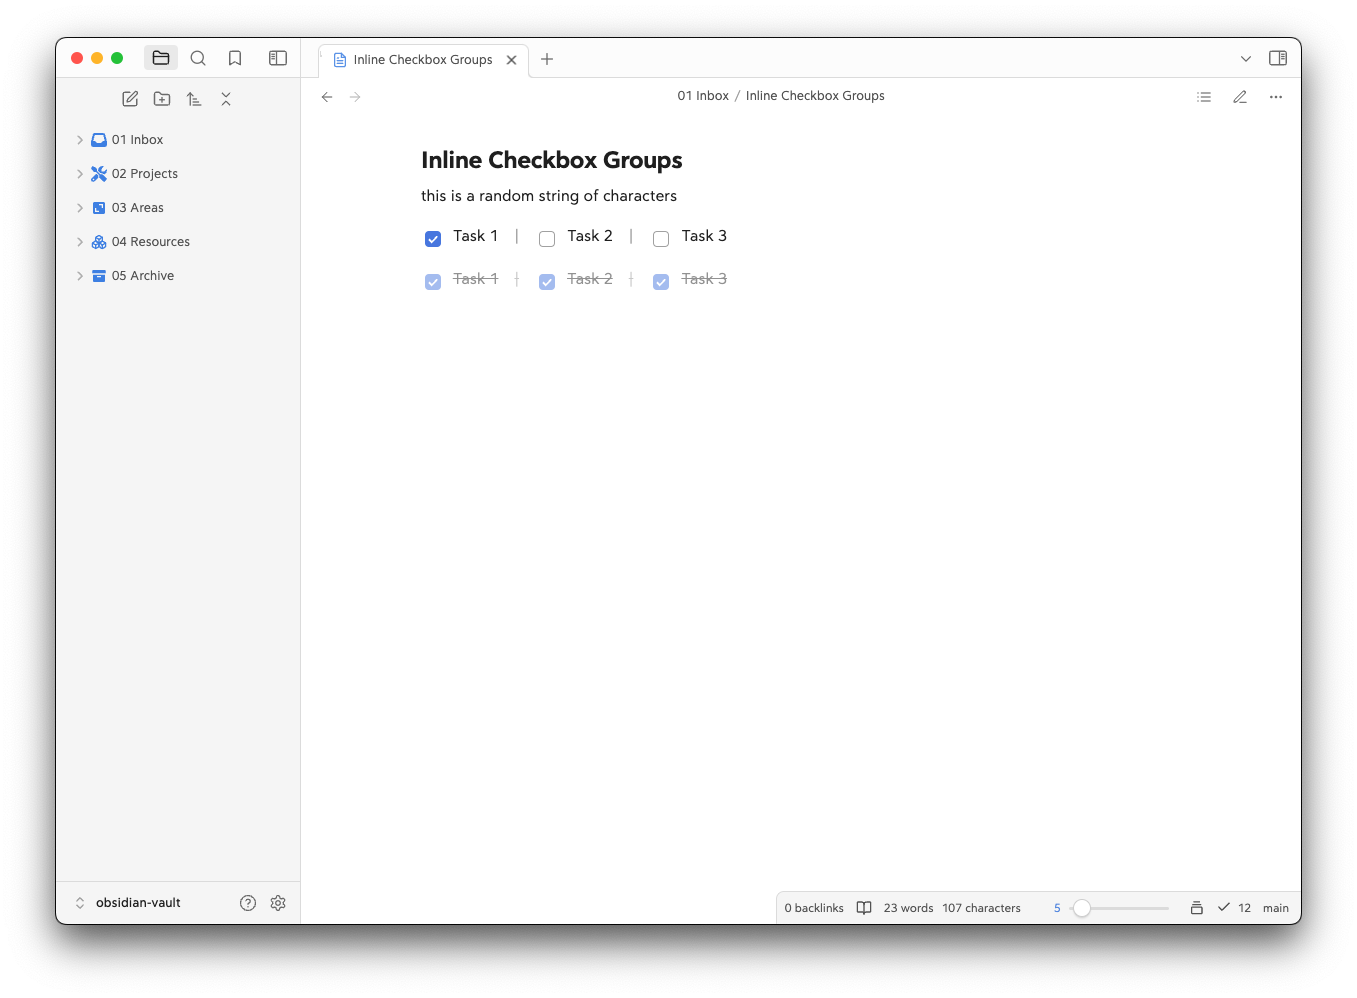 Inline Checkbox Groups
01 Inbox / Inline Checkbox Groups
01 Inbox
02 Projects
03 Areas
04 Resources
05 Archive
obsidian-vault
Inline Checkbox Groups
this is a random string of characters
Task 1 | Task 2 | Task 3
Task 1 | Task 2 | Task 3
0 backlinks 23 words 107 characters 5 12 main